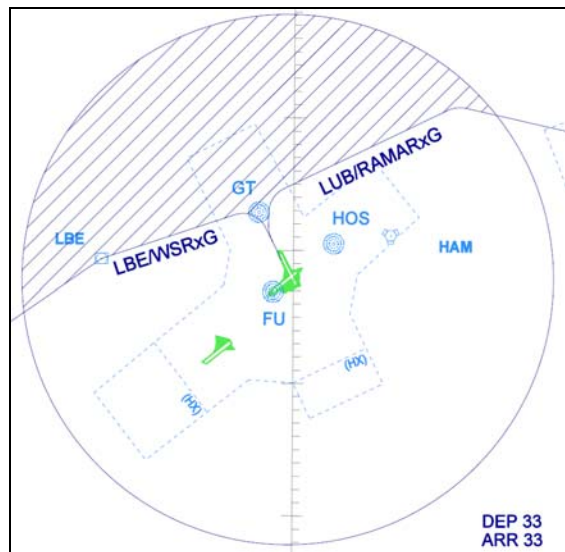 LUB/RAMARxG
GT
HOS
LBE
LBE/WSRxG
HAM
FU
(HX)
(HX)
DEP 33
ARR 33